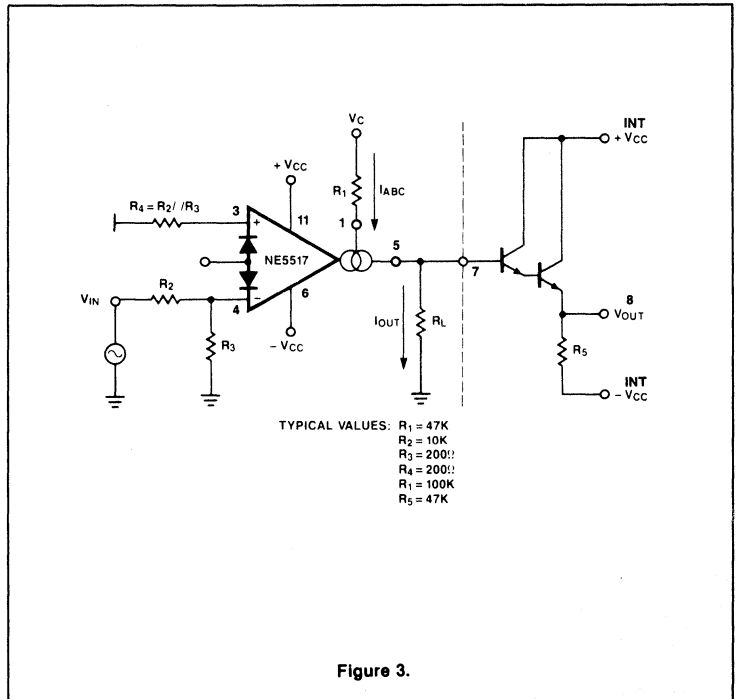 INT
VC
+ VCC
+ VCC
R1
IABC
R4 = R2//R3
3
11
1
+
5
NE5517
7
8
VOUT
R2
6
VIN
4
−
IOUT
RL
R3
R5
− VCC
INT
− VCC
TYPICAL VALUES: R1 = 47K
R2 = 10K
R3 = 200Ω
R4 = 200Ω
R1 = 100K
R5 = 47K
Figure 3.